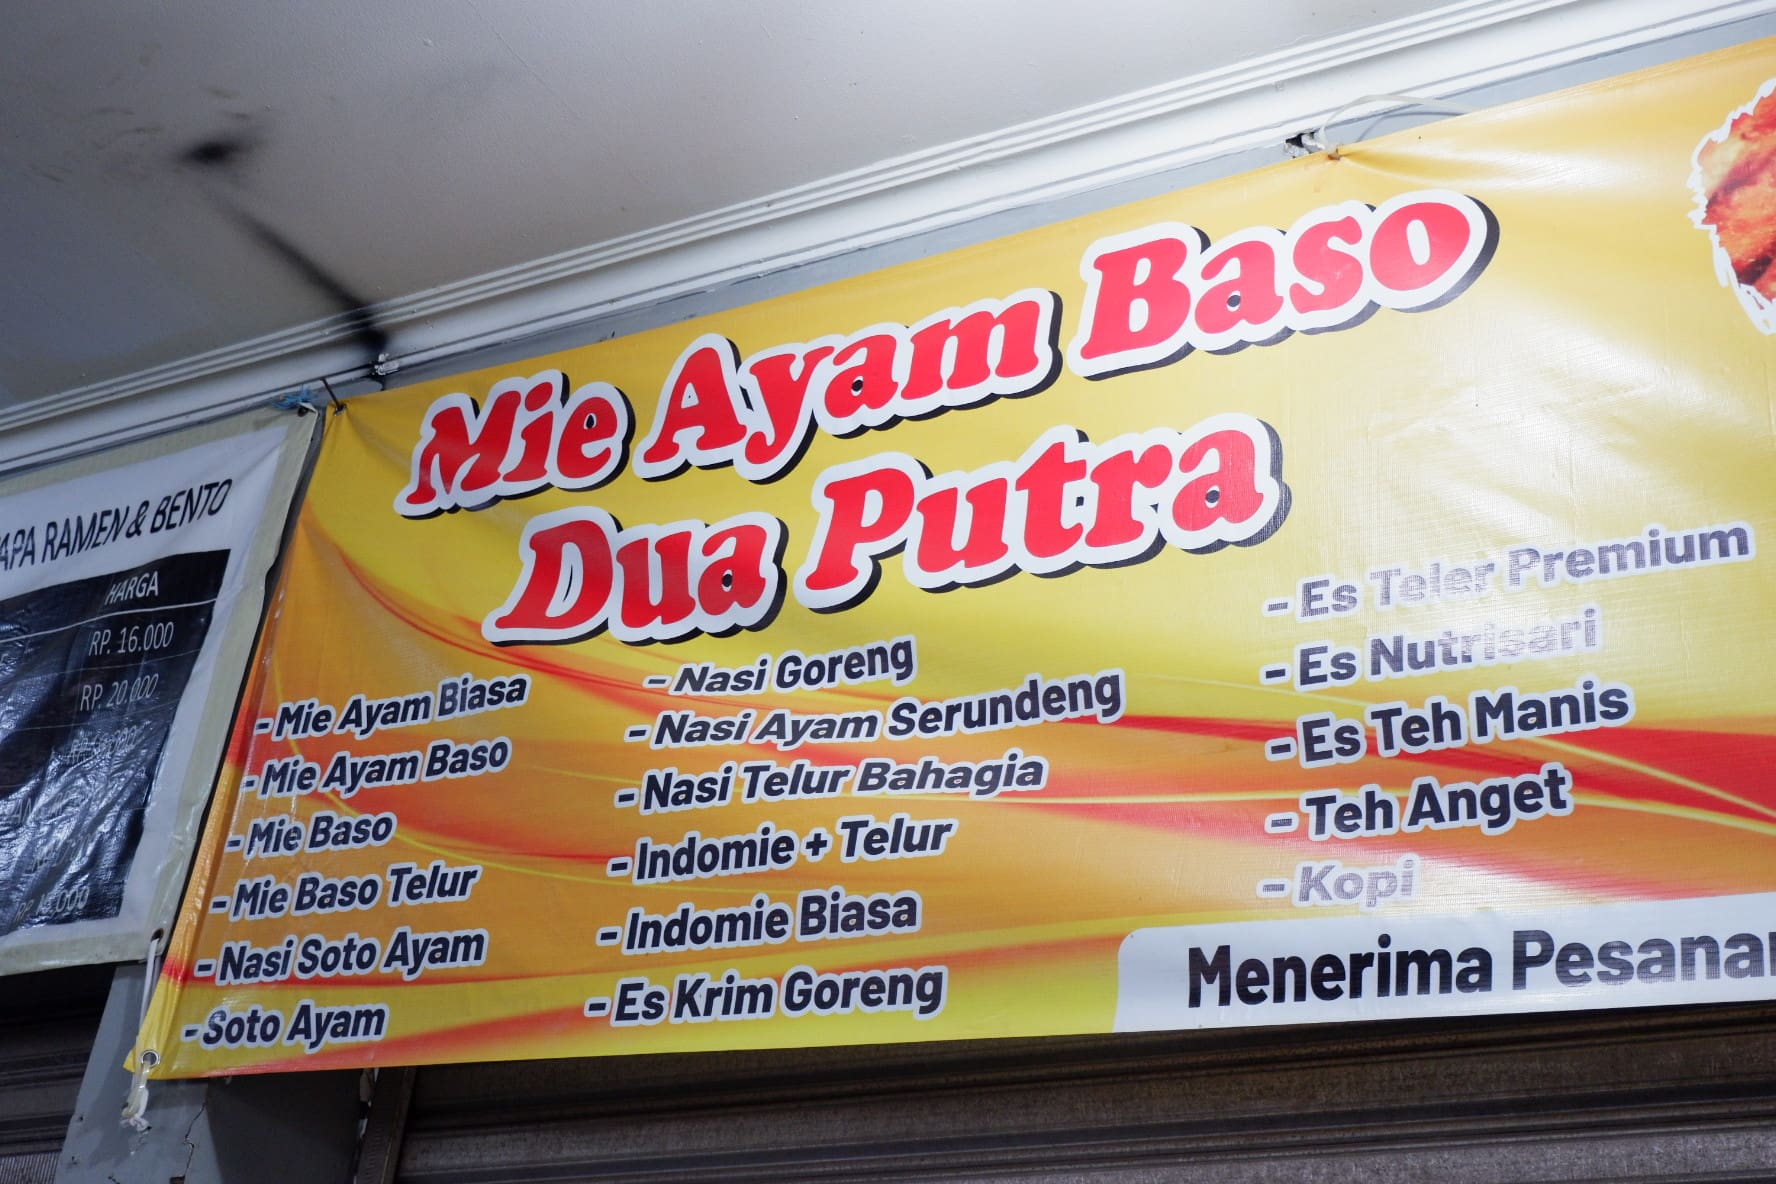 Mie Ayam Baso
Dua Putra
- Mie Ayam Biasa
- Mie Ayam Baso
- Mie Baso
- Mie Baso Telur
- Nasi Soto Ayam
- Soto Ayam
- Nasi Goreng
- Nasi Ayam Serundeng
- Nasi Telur Bahagia
- Indomie + Telur
- Indomie Biasa
- Es Krim Goreng
- Es Teler Premium
- Es Nutrisari
- Es Teh Manis
- Teh Anget
- Kopi
Menerima Pesanan
RAMEN & BENTO
HARGA
RP. 16.000
RP. 20.000